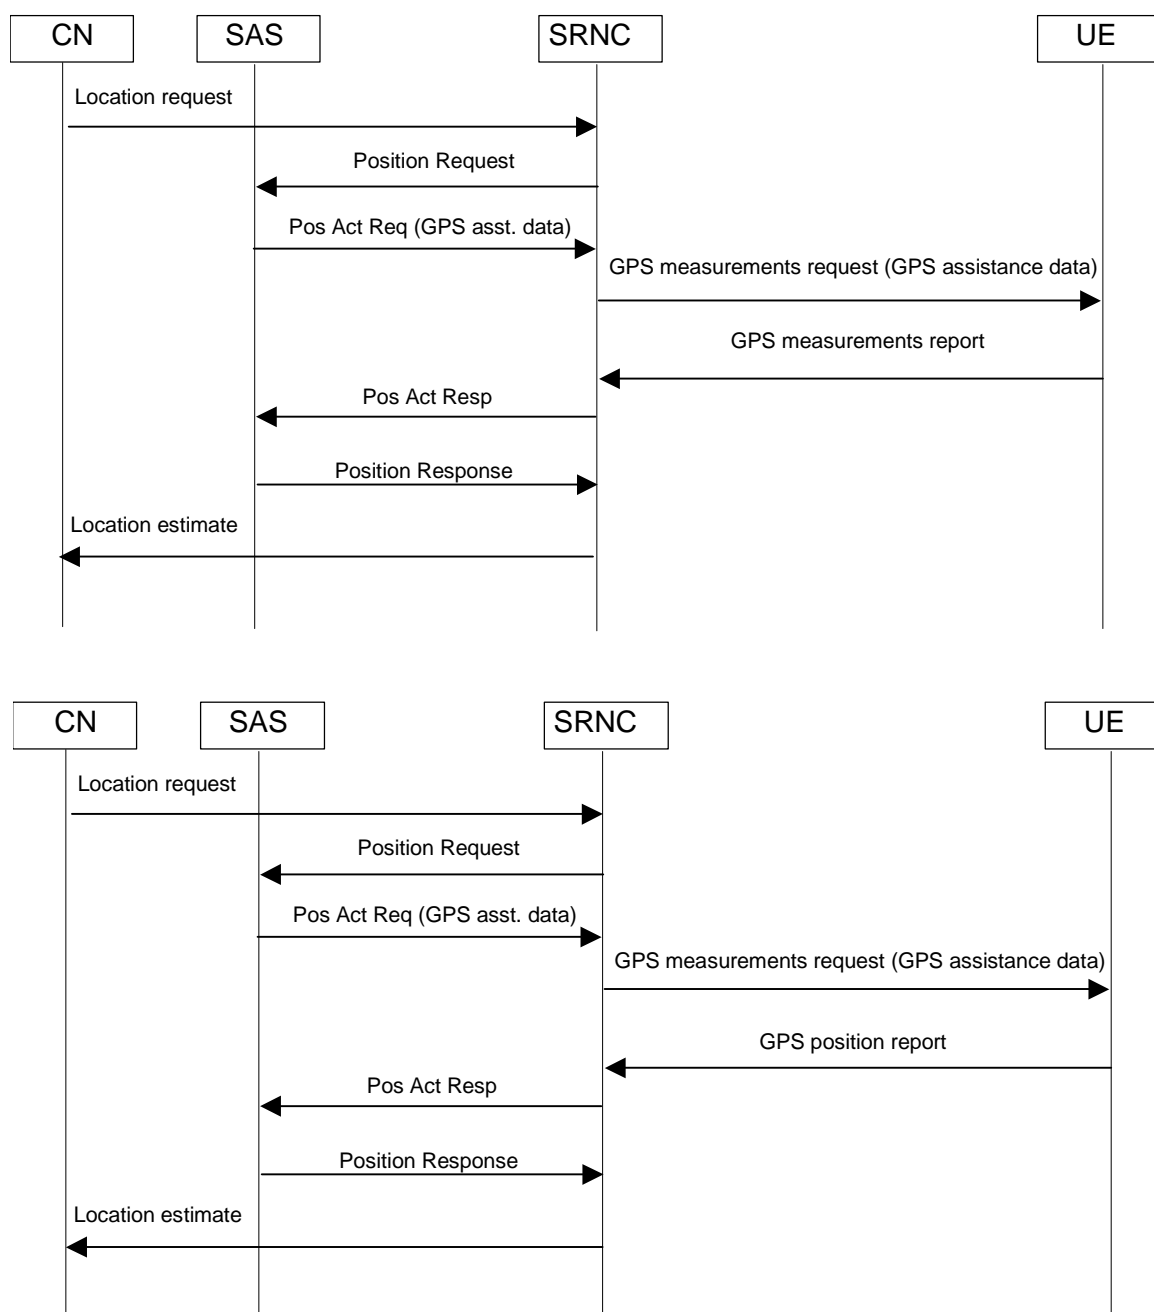 CN SAS SRNC UE
Location request
Position Request
Pos Act Req (GPS asst. data)
GPS measurements request (GPS assistance data)
GPS measurements report
Pos Act Resp
Position Response
Location estimate
CN SAS SRNC UE
Location request
Position Request
Pos Act Req (GPS asst. data)
GPS measurements request (GPS assistance data)
GPS position report
Pos Act Resp
Position Response
Location estimate